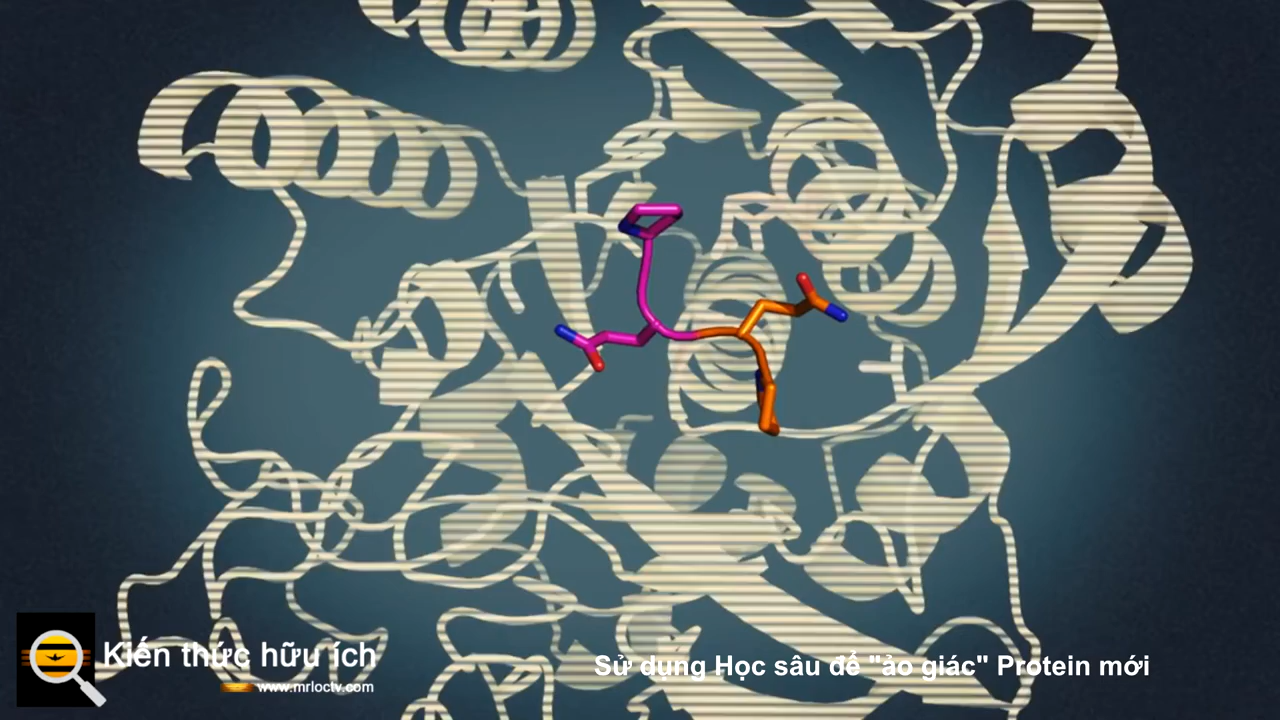 Kiến thức hữu ích
www.mrloctv.com
Sử dụng Học sâu để "ảo giác" Protein mới